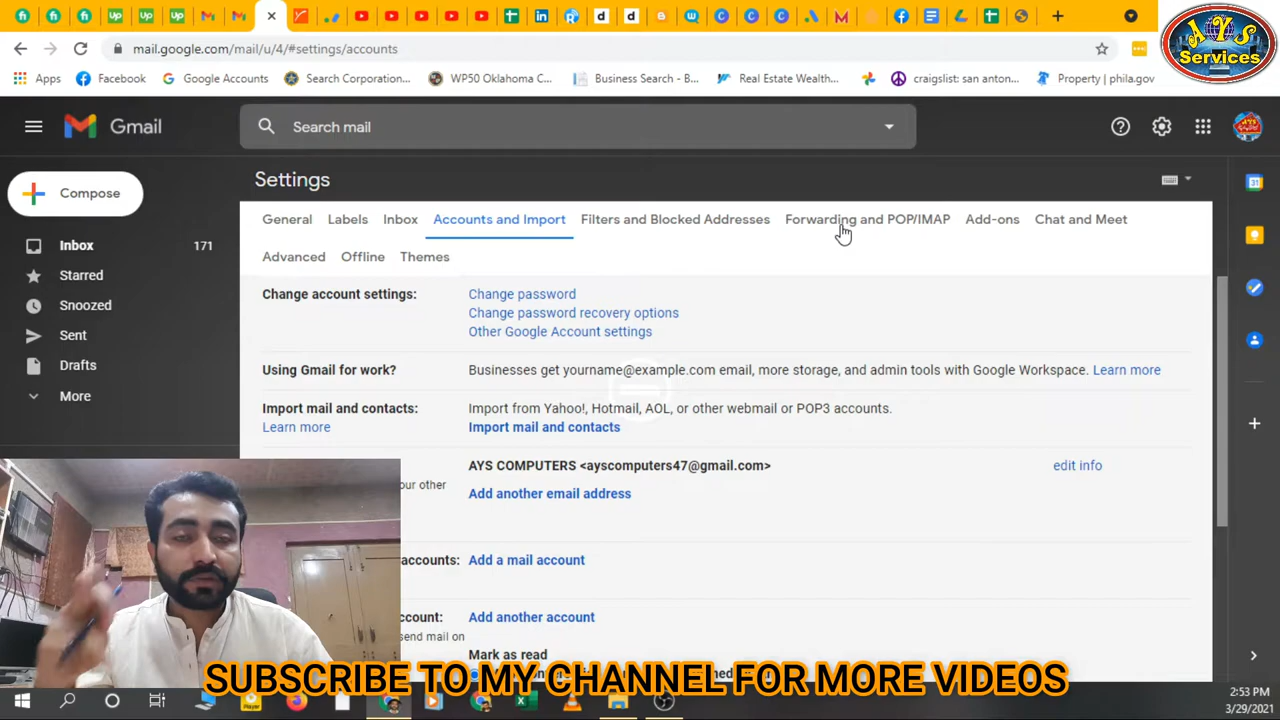 mail.google.com/mail/u/4/#settings/accounts
AYS
Services
Apps Facebook Google Accounts Search Corporation... WP50 Oklahoma C... Business Search - B... Real Estate Wealth... craigslist: san anton... Property | phila.gov
Gmail
Search mail
Compose
Settings
General Labels Inbox Accounts and Import Filters and Blocked Addresses Forwarding and POP/IMAP Add-ons Chat and Meet
Inbox 171
Advanced Offline Themes
Starred
Change account settings: Change password
Snoozed
Change password recovery options
Sent
Other Google Account settings
Drafts
Using Gmail for work? Businesses get yourname@example.com email, more storage, and admin tools with Google Workspace. Learn more
More
Import mail and contacts: Import from Yahoo!, Hotmail, AOL, or other webmail or POP3 accounts.
Learn more Import mail and contacts
AYS COMPUTERS <ayscomputers47@gmail.com> edit info
our other
Add another email address
accounts: Add a mail account
ccount: Add another account
send mail on
Mark as read
SUBSCRIBE TO MY CHANNEL FOR MORE VIDEOS
2:53 PM
3/29/2021